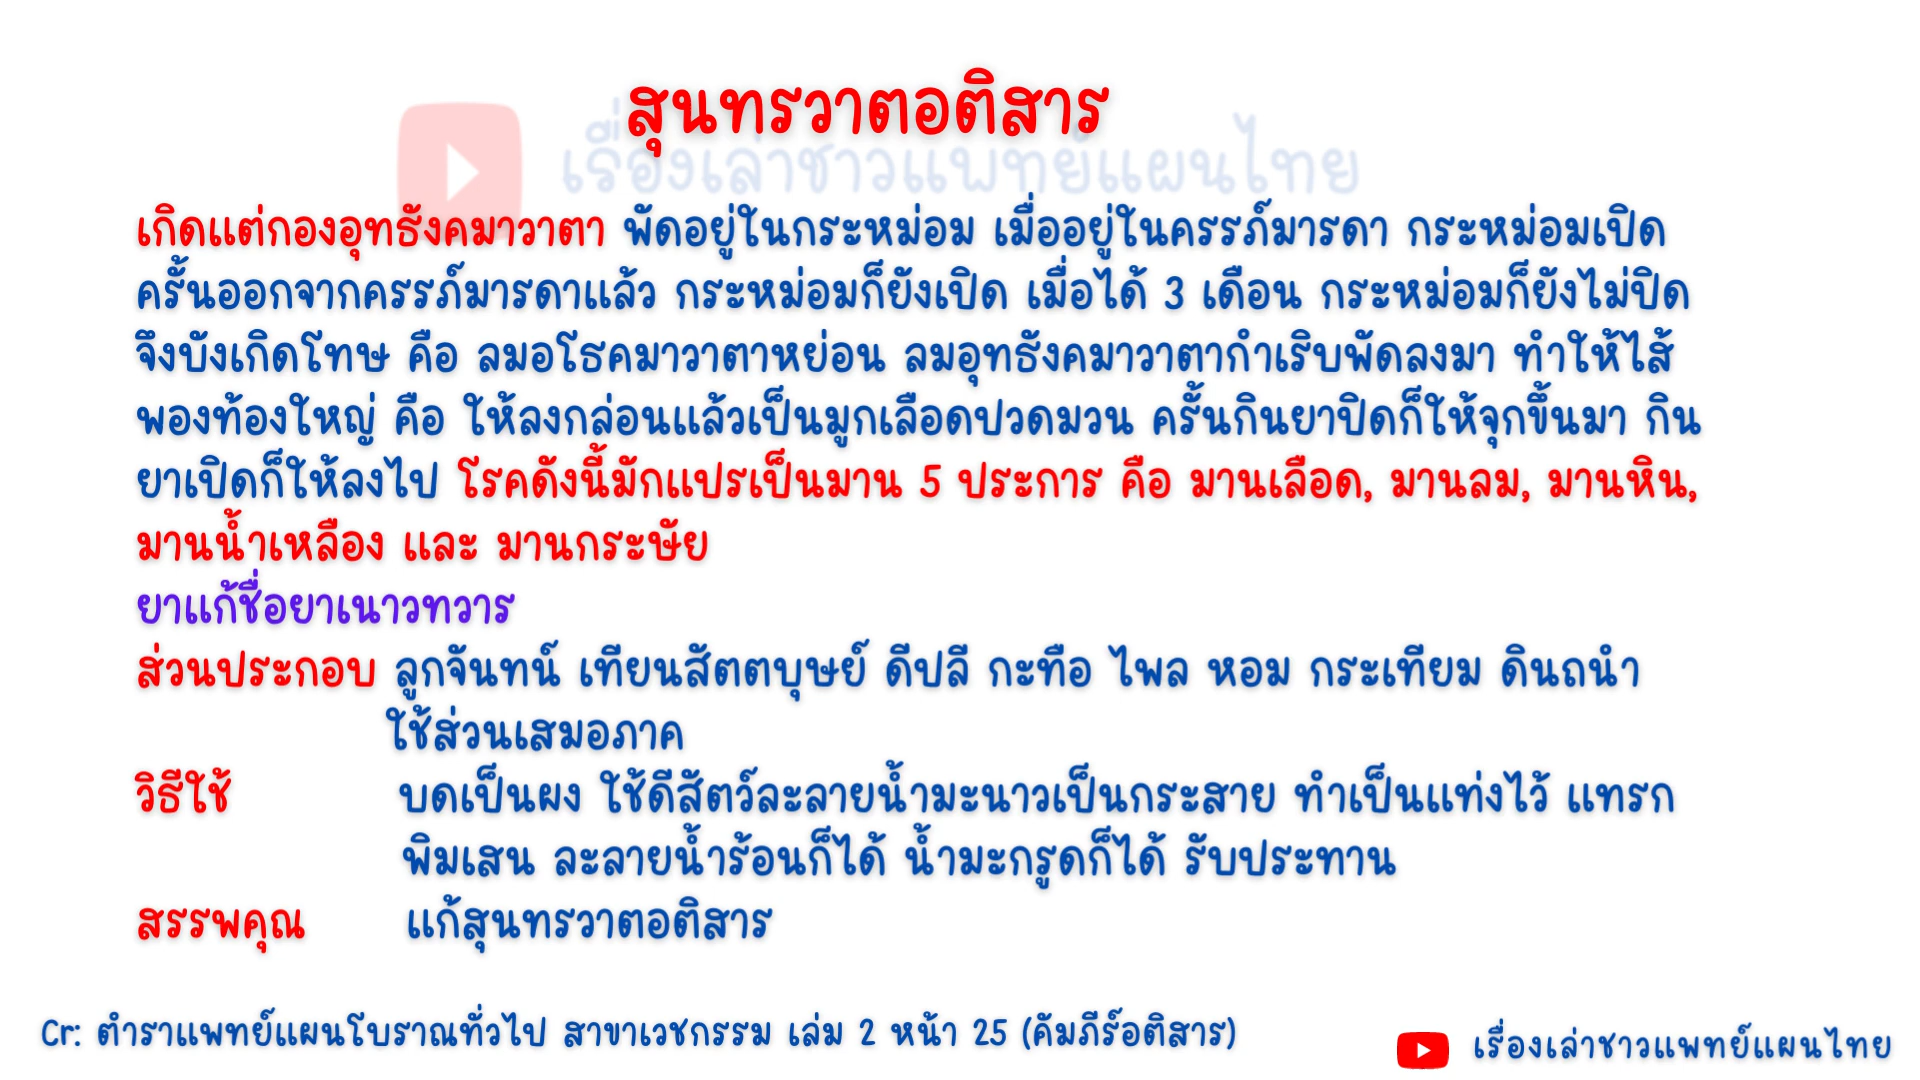 สุนทรวาตอติสาร
เรื่องเล่าชาวแพทย์แผนไทย
เกิดแต่กองอุทธังคมาวาตา พัดอยู่ในกระหม่อม เมื่ออยู่ในครรภ์มารดา กระหม่อมเปิด
ครั้นออกจากครรภ์มารดาแล้ว กระหม่อมก็ยังเปิด เมื่อได้ 3 เดือน กระหม่อมก็ยังไม่ปิด
จึงบังเกิดโทษ คือ ลมอโธคมาวาตาหย่อน ลมอุทธังคมาวาตากำเริบพัดลงมา ทำให้ไส้
พองท้องใหญ่ คือ ให้ลงกล่อนแล้วเป็นมูกเลือดปวดมวน ครั้นกินยาปิดก็ให้จุกขึ้นมา กิน
ยาเปิดก็ให้ลงไป โรคดังนี้มักแปรเป็นมาน 5 ประการ คือ มานเลือด, มานลม, มานหิน,
มานน้ำเหลือง และ มานกระษัย
ยาแก้ชื่อยาเนาวทวาร
ส่วนประกอบ ลูกจันทน์ เทียนสัตตบุษย์ ดีปลี กะทือ ไพล หอม กระเทียม ดินถนำ
ใช้ส่วนเสมอภาค
วิธีใช้ บดเป็นผง ใช้ดีสัตว์ละลายน้ำมะนาวเป็นกระสาย ทำเป็นแท่งไว้ แทรก
พิมเสน ละลายน้ำร้อนก็ได้ น้ำมะกรูดก็ได้ รับประทาน
สรรพคุณ แก้สุนทรวาตอติสาร
Cr: ตำราแพทย์แผนโบราณทั่วไป สาขาเวชกรรม เล่ม 2 หน้า 25 (คัมภีร์อติสาร)
เรื่องเล่าชาวแพทย์แผนไทย